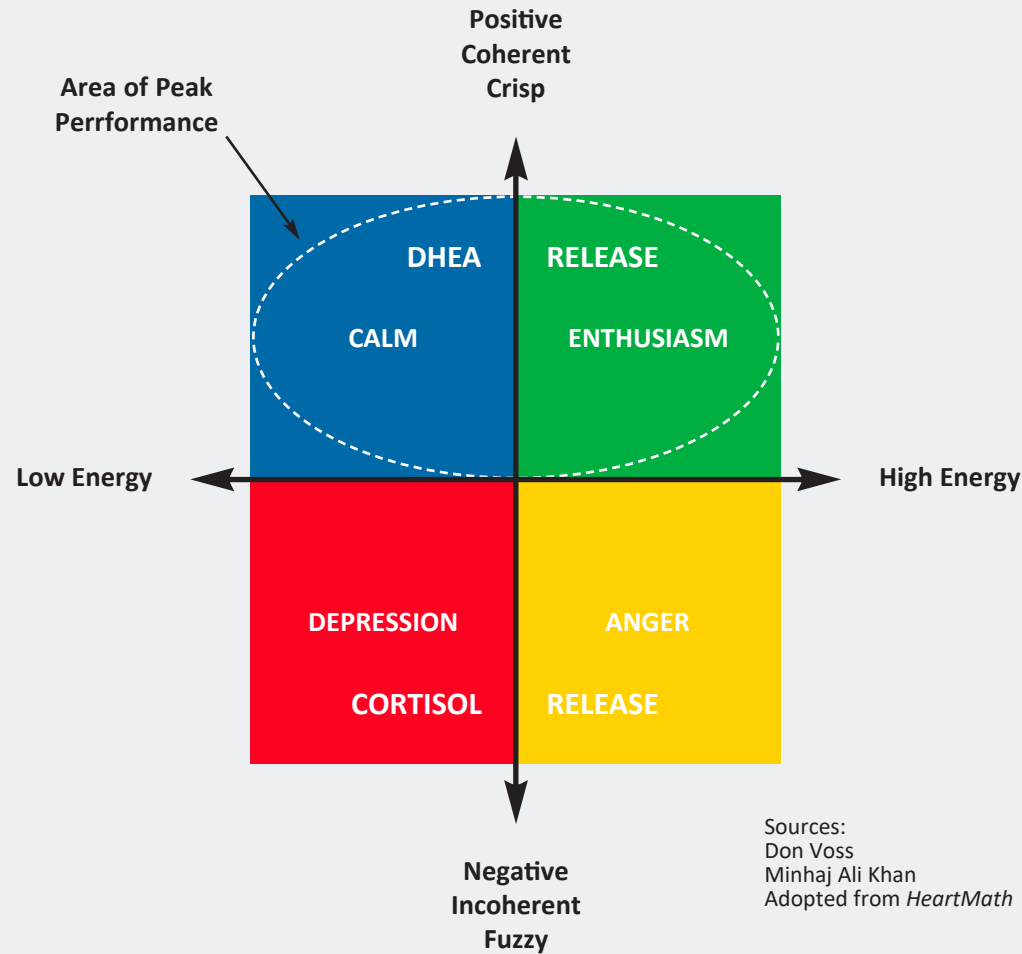 Positive
Coherent
Crisp
Area of Peak
Perrformance
DHEA RELEASE
CALM ENTHUSIASM
Low Energy High Energy
DEPRESSION ANGER
CORTISOL RELEASE
Negative
Incoherent
Fuzzy
Sources:
Don Voss
Minhaj Ali Khan
Adopted from HeartMath